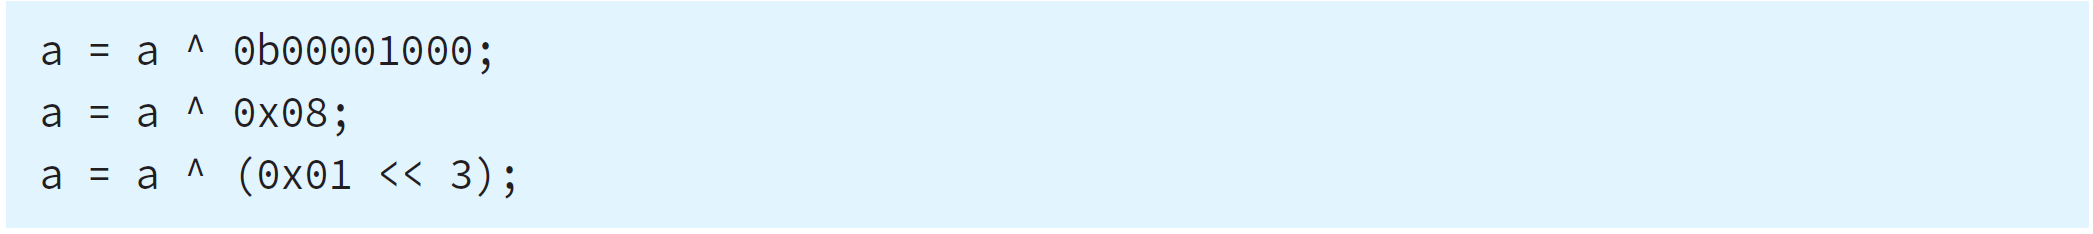 a = a ^ 0b00001000;
a = a ^ 0x08;
a = a ^ (0x01 << 3);